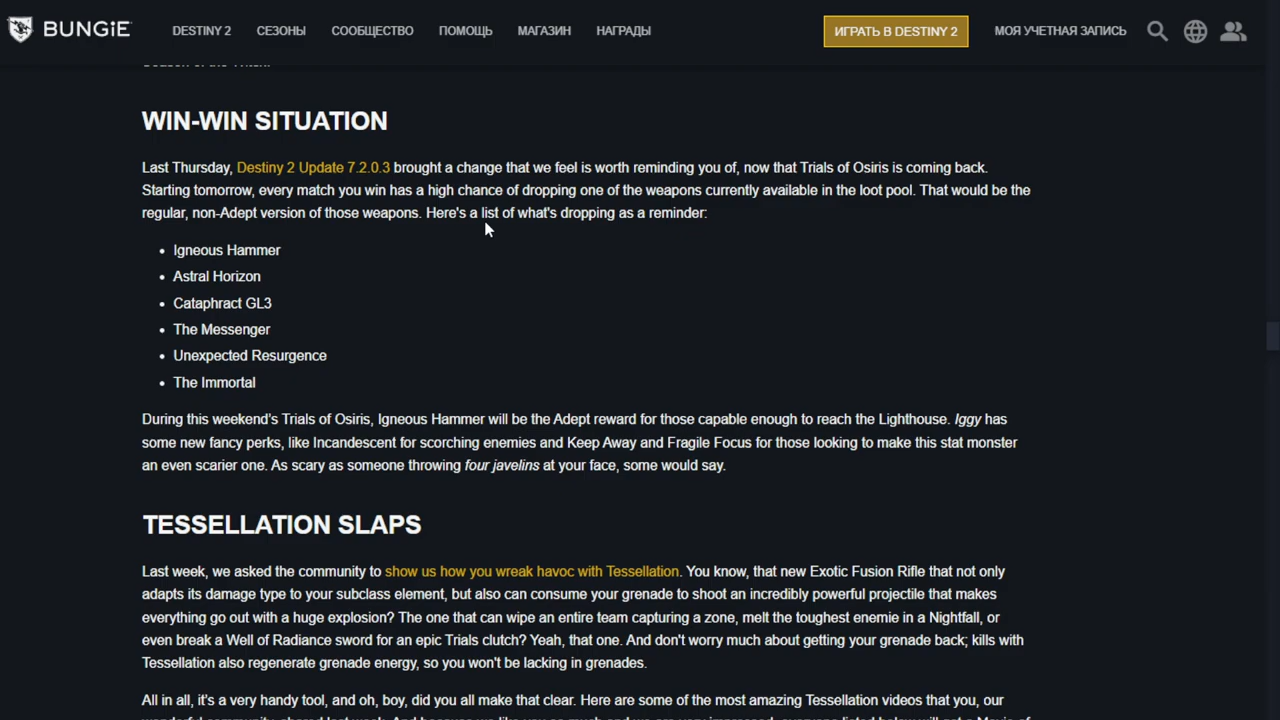 BUNGiE
DESTINY 2
СЕЗОНЫ
СООБЩЕСТВО
ПОМОЩЬ
МАГАЗИН
НАГРАДЫ
ИГРАТЬ В DESTINY 2
МОЯ УЧЕТНАЯ ЗАПИСЬ
WIN-WIN SITUATION
Last Thursday, Destiny 2 Update 7.2.0.3 brought a change that we feel is worth reminding you of, now that Trials of Osiris is coming back.
Starting tomorrow, every match you win has a high chance of dropping one of the weapons currently available in the loot pool. That would be the
regular, non-Adept version of those weapons. Here's a list of what's dropping as a reminder:
• Igneous Hammer
• Astral Horizon
• Cataphract GL3
• The Messenger
• Unexpected Resurgence
• The Immortal
During this weekend's Trials of Osiris, Igneous Hammer will be the Adept reward for those capable enough to reach the Lighthouse. Iggy has
some new fancy perks, like Incandescent for scorching enemies and Keep Away and Fragile Focus for those looking to make this stat monster
an even scarier one. As scary as someone throwing four javelins at your face, some would say.
TESSELLATION SLAPS
Last week, we asked the community to show us how you wreak havoc with Tessellation. You know, that new Exotic Fusion Rifle that not only
adapts its damage type to your subclass element, but also can consume your grenade to shoot an incredibly powerful projectile that makes
everything go out with a huge explosion? The one that can wipe an entire team capturing a zone, melt the toughest enemie in a Nightfall, or
even break a Well of Radiance sword for an epic Trials clutch? Yeah, that one. And don't worry much about getting your grenade back; kills with
Tessellation also regenerate grenade energy, so you won't be lacking in grenades.
All in all, it's a very handy tool, and oh, boy, did you all make that clear. Here are some of the most amazing Tessellation videos that you, our